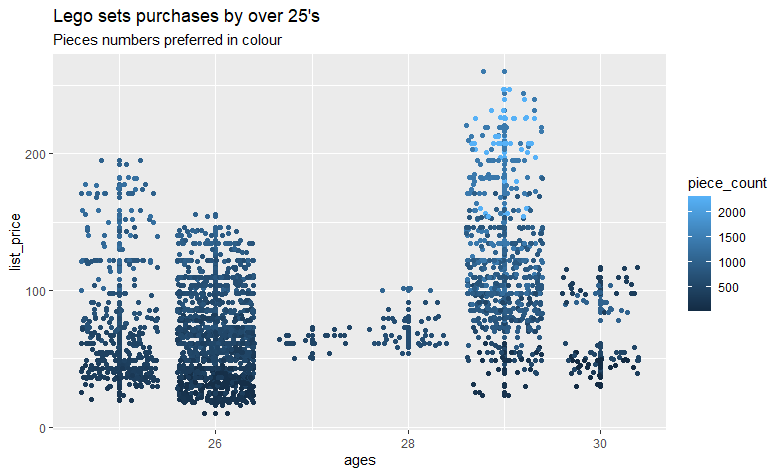 Lego sets purchases by over 25's
Pieces numbers preferred in colour
list_price
200
100
0
26
28
30
ages
piece_count
2000
1500
1000
500